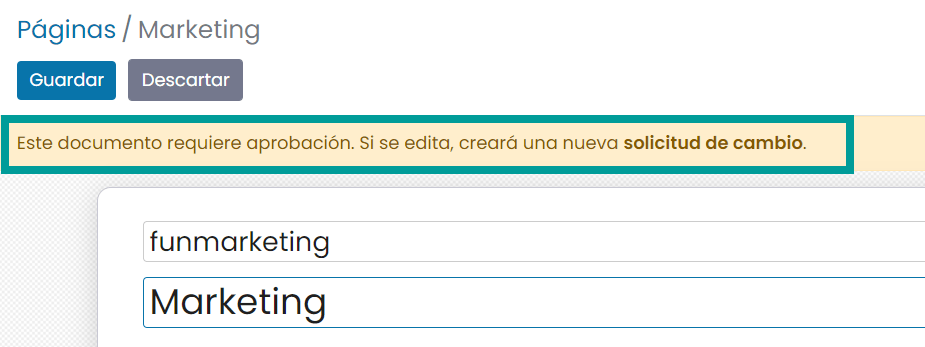 Páginas / Marketing
Guardar Descartar
Este documento requiere aprobación. Si se edita, creará una nueva solicitud de cambio.
funmarketing
Marketing